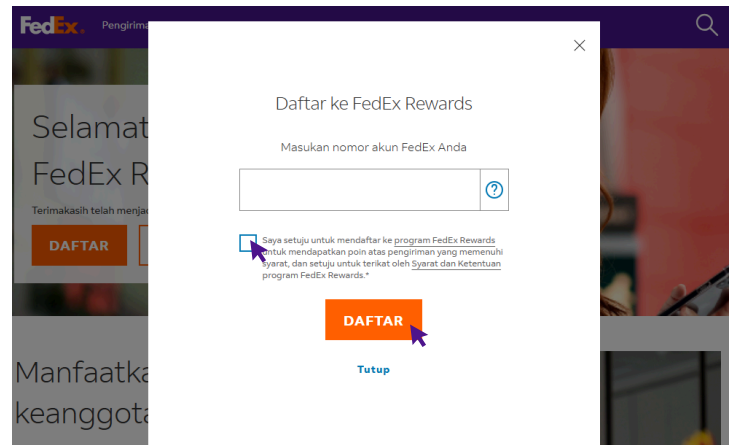 FedEx. Pengirima
Daftar ke FedEx Rewards
Masukan nomor akun FedEx Anda
?
Saya setuju untuk mendaftar ke program FedEx Rewards
untuk mendapatkan poin atas pengiriman yang memenuhi
syarat, dan setuju untuk terikat oleh Syarat dan Ketentuan
program FedEx Rewards.*
DAFTAR
Tutup
Selamat
FedEx R
Terimakasih telah menjad
DAFTAR
Manfaatka
keanggota